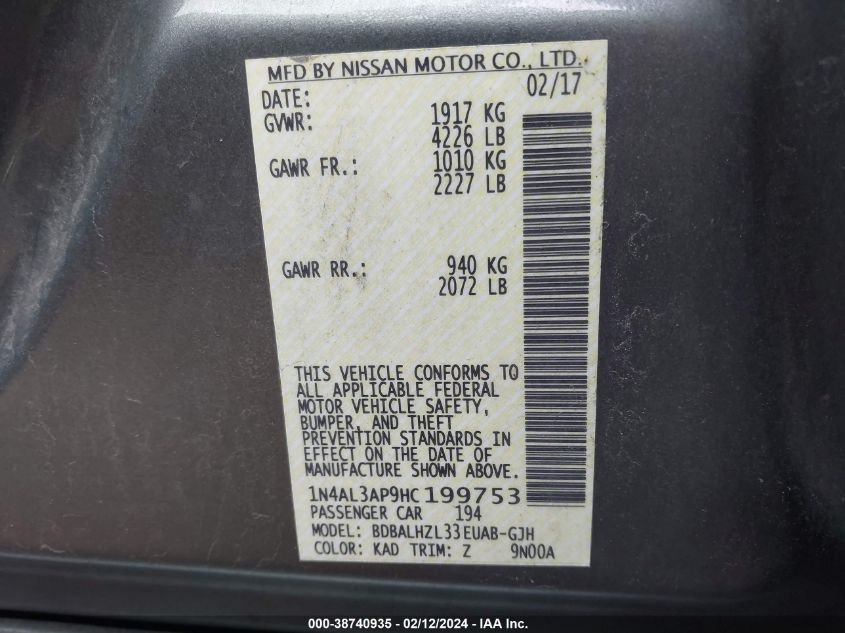 MFD BY NISSAN MOTOR CO., LTD.
DATE: 02/17
GVWR: 1917 KG
4226 LB
GAWR FR.: 1010 KG
2227 LB
GAWR RR.: 940 KG
2072 LB
THIS VEHICLE CONFORMS TO
ALL APPLICABLE FEDERAL
MOTOR VEHICLE SAFETY,
BUMPER, AND THEFT
PREVENTION STANDARDS IN
EFFECT ON THE DATE OF
MANUFACTURE SHOWN ABOVE.
1N4AL3AP9HC199753
PASSENGER CAR 194
MODEL: BDBALHZL33EUAB-GJH
COLOR: KAD TRIM: Z 9N00A
000-38740935 - 02/12/2024 - IAA Inc.